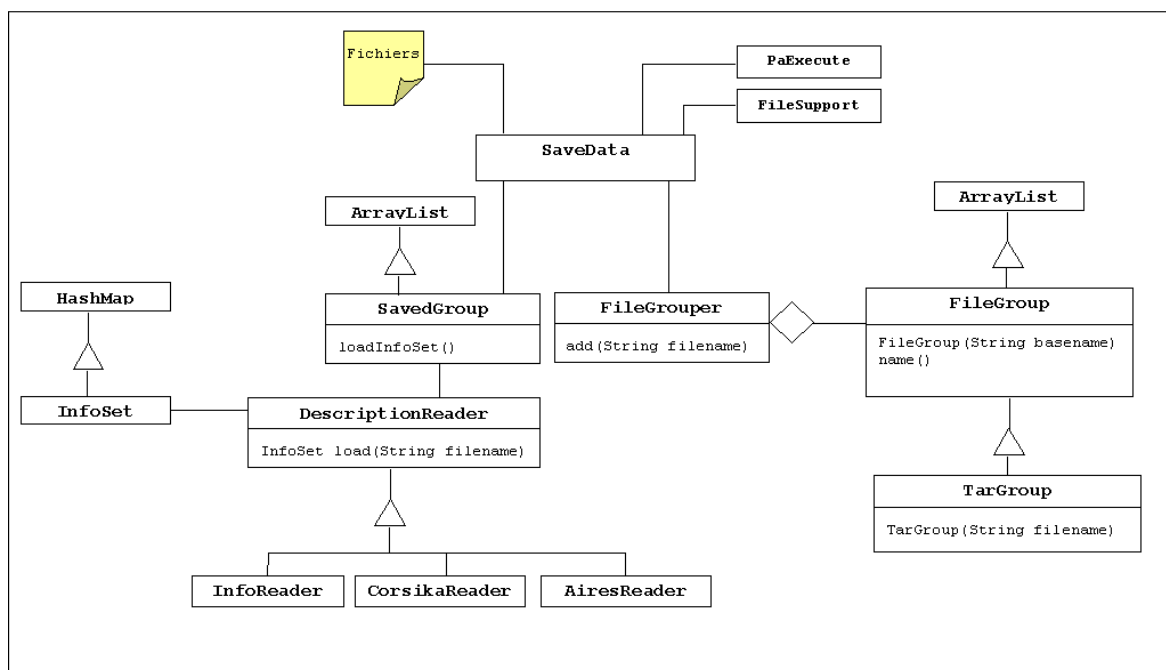 Fichiers
PaExecute
FileSupport
SaveData
ArrayList
ArrayList
HashMap
SavedGroup
loadInfoSet()
FileGrouper
add(String filename)
FileGroup
FileGroup(String basename)
name()
InfoSet
DescriptionReader
InfoSet load(String filename)
TarGroup
TarGroup(String filename)
InfoReader
CorsikaReader
AiresReader